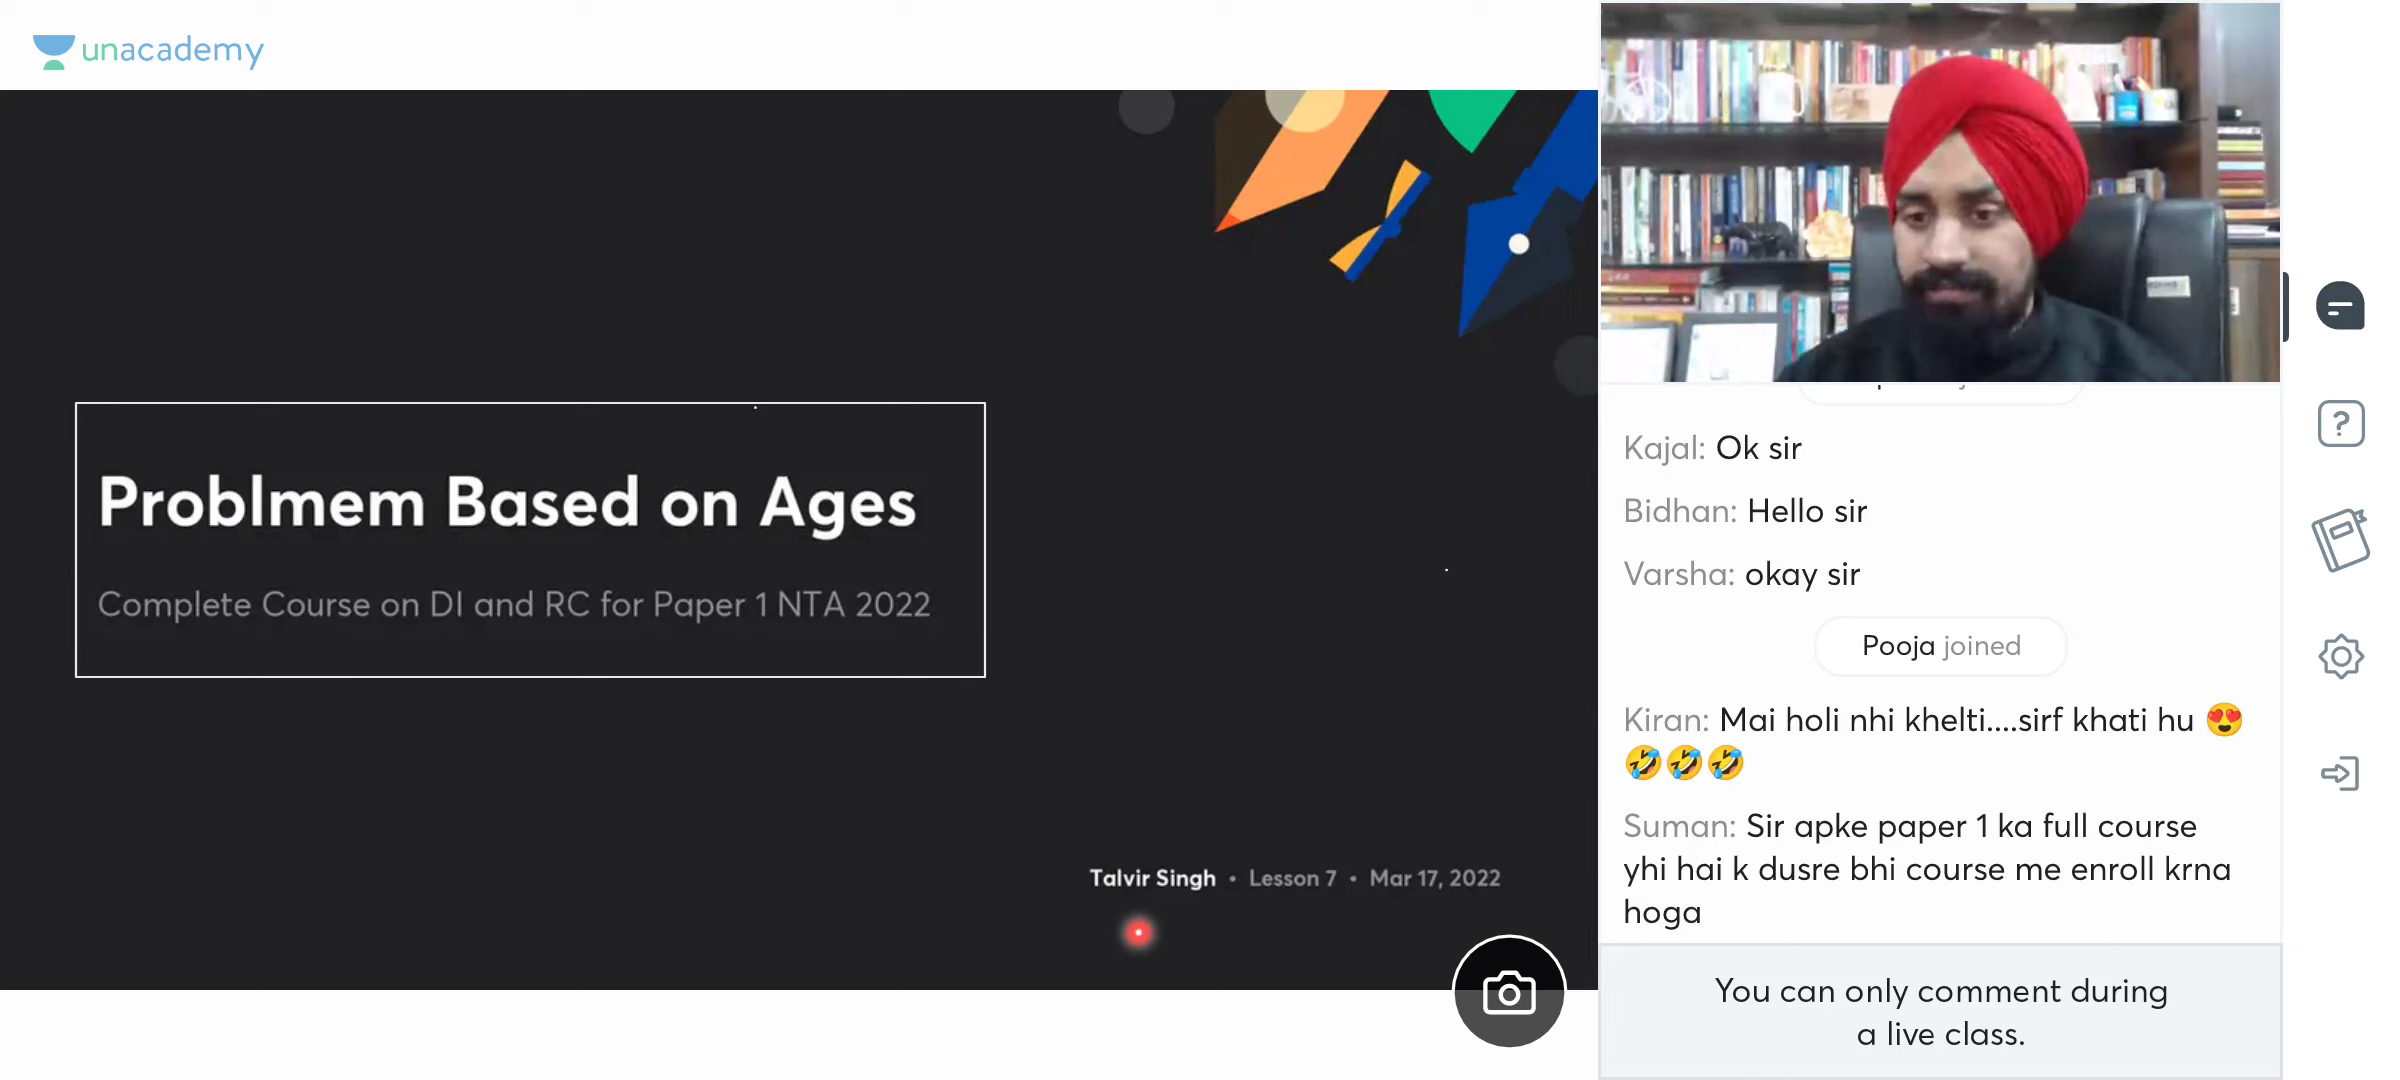 unacademy
Problmem Based on Ages
Complete Course on DI and RC for Paper 1 NTA 2022
Talvir Singh • Lesson 7 • Mar 17, 2022
Kajal: Ok sir
Bidhan: Hello sir
Varsha: okay sir
Pooja joined
Kiran: Mai holi nhi khelti....sirf khati hu 😍
🤣🤣🤣
Suman: Sir apke paper 1 ka full course
yhi hai k dusre bhi course me enroll krna
hoga
You can only comment during
a live class.